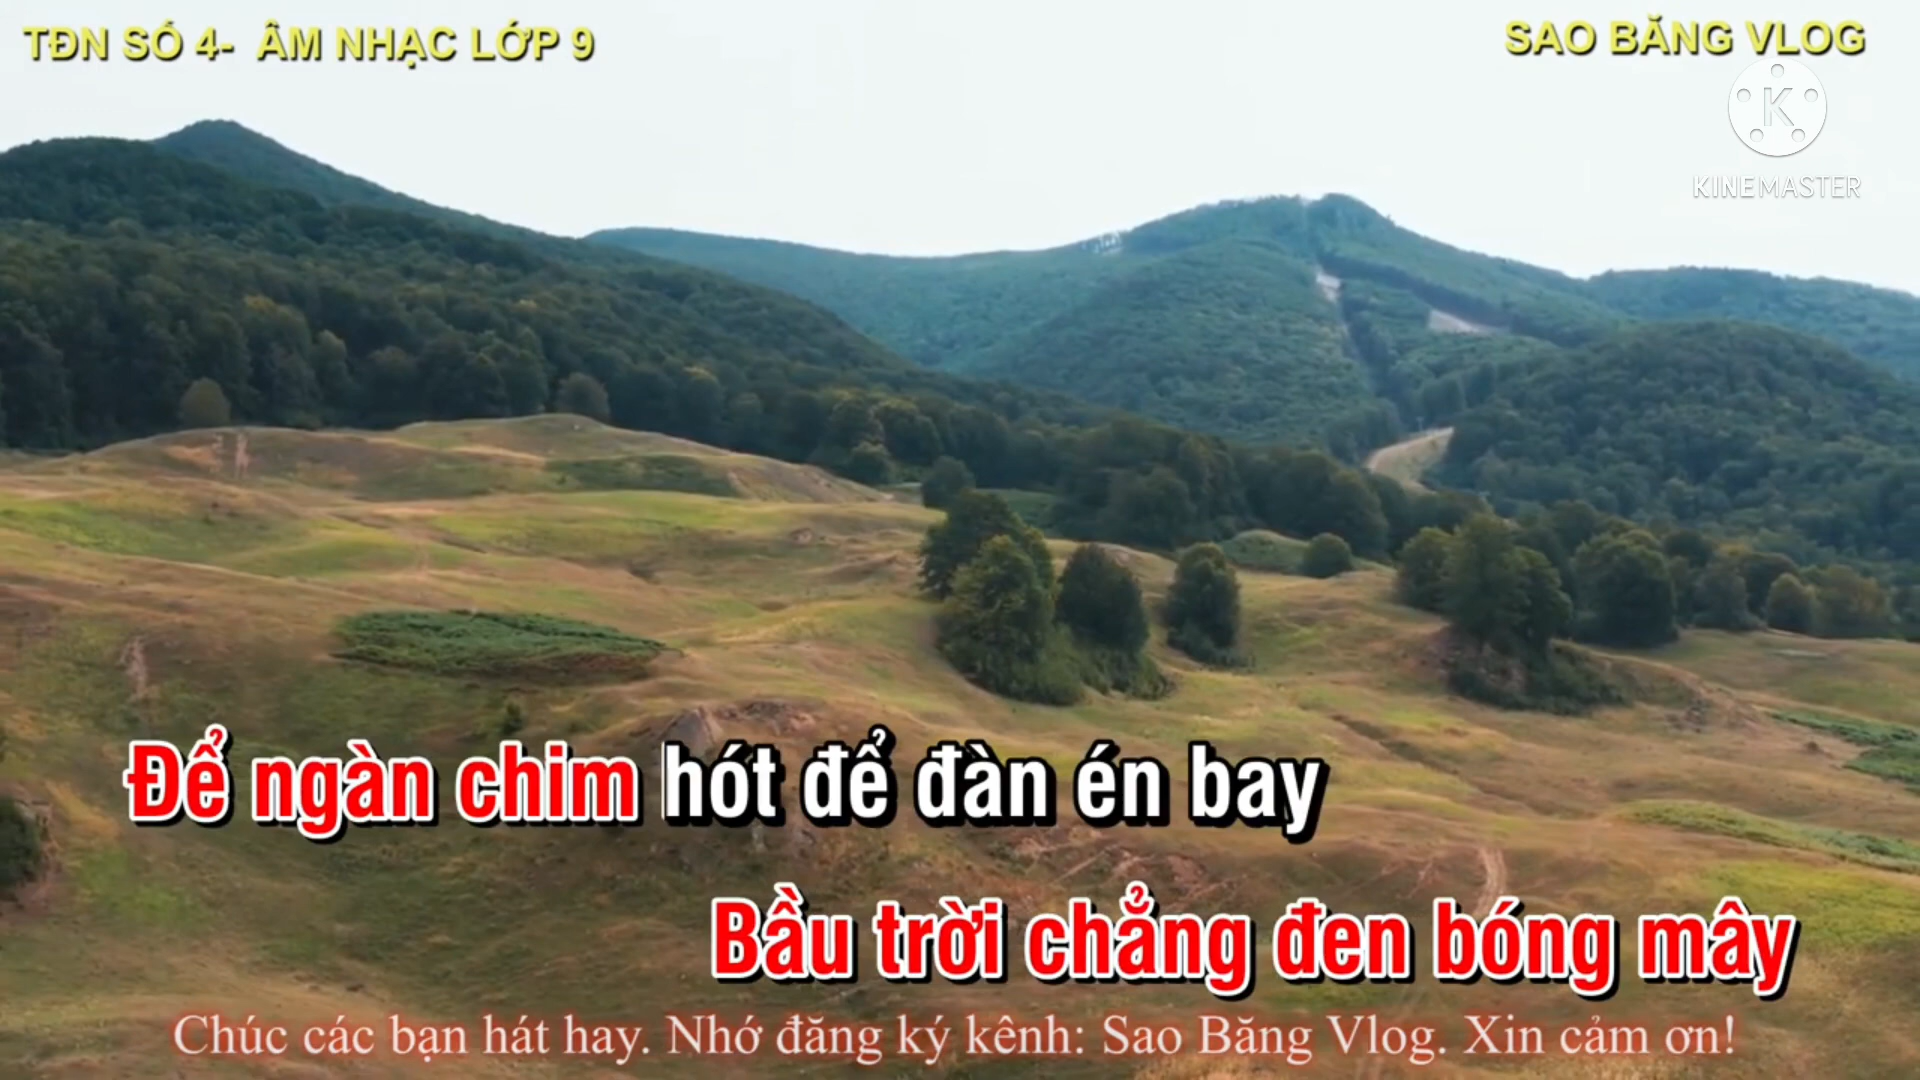 TĐN SỐ 4- ÂM NHẠC LỚP 9
SAO BĂNG VLOG
K
KINEMASTER
Để ngàn chim hót để đàn én bay
Bầu trời chẳng đen bóng mây
Chúc các bạn hát hay. Nhớ đăng ký kênh: Sao Băng Vlog. Xin cảm ơn!